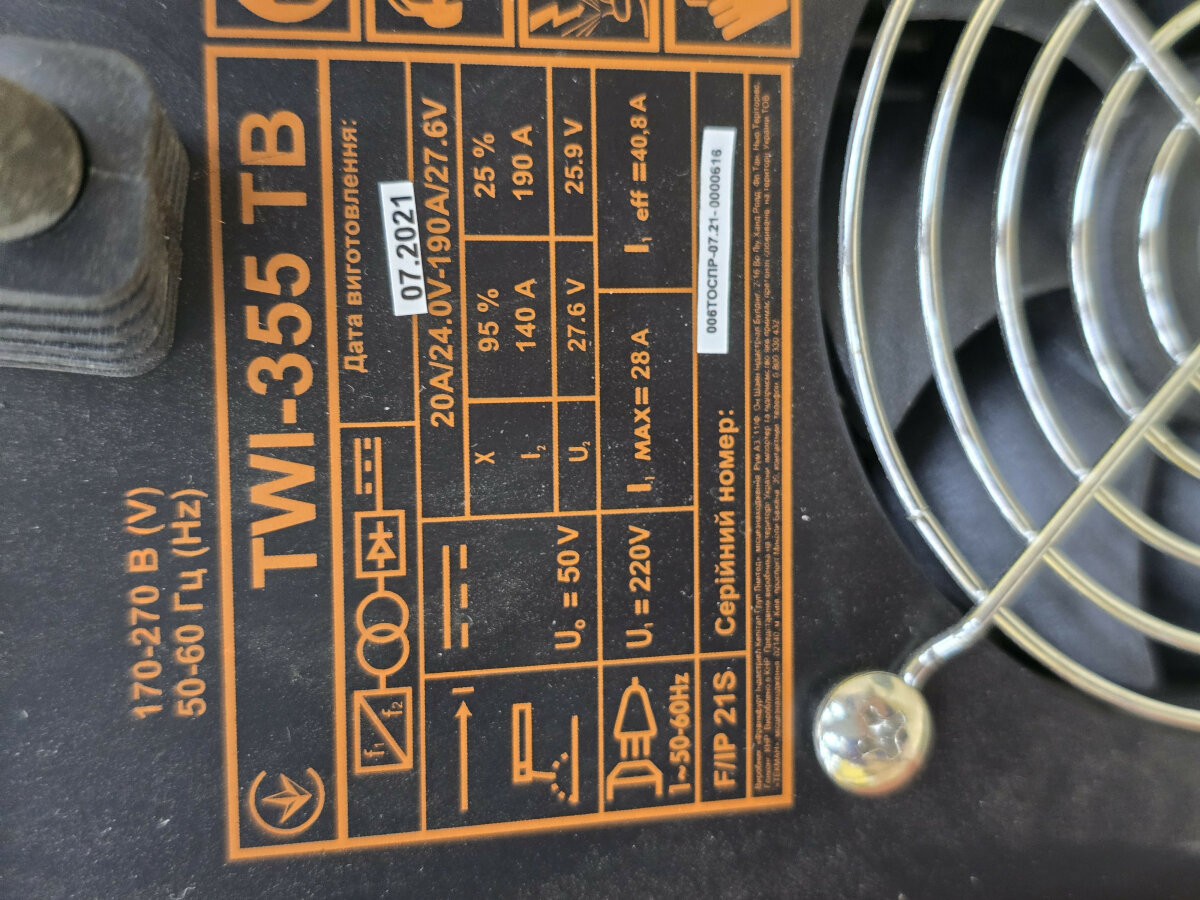 170-270 В (V)
50-60 Гц (Hz)
TWI-355 TB
f₁ f₂
Дата виготовлення:
07.2021
I
20A/24.0V-190A/27.6V
X 95 % 25 %
I₂ 140 A 190 A
U₀ = 50 V
U₂ 27.6 V 25.9 V
1~50-60Hz
U₁ = 220V
I₁ MAX= 28 A
I₁ eff =40,8 A
F/IP 21S
Серійний номер:
006ТОСПР-07.21-0000616